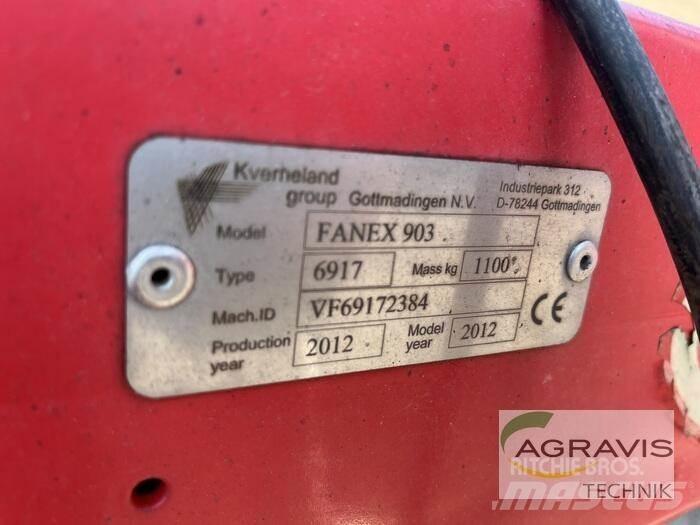 Kverneland
group Gottmadingen N.V.
Industriepark 312
D-78244 Gottmadingen
Model FANEX 903
Type 6917 Mass kg 1100
Mach.ID VF69172384
Production year 2012 Model year 2012
CE
AGRAVIS
TECHNIK
RITCHIE BROS.
mascus